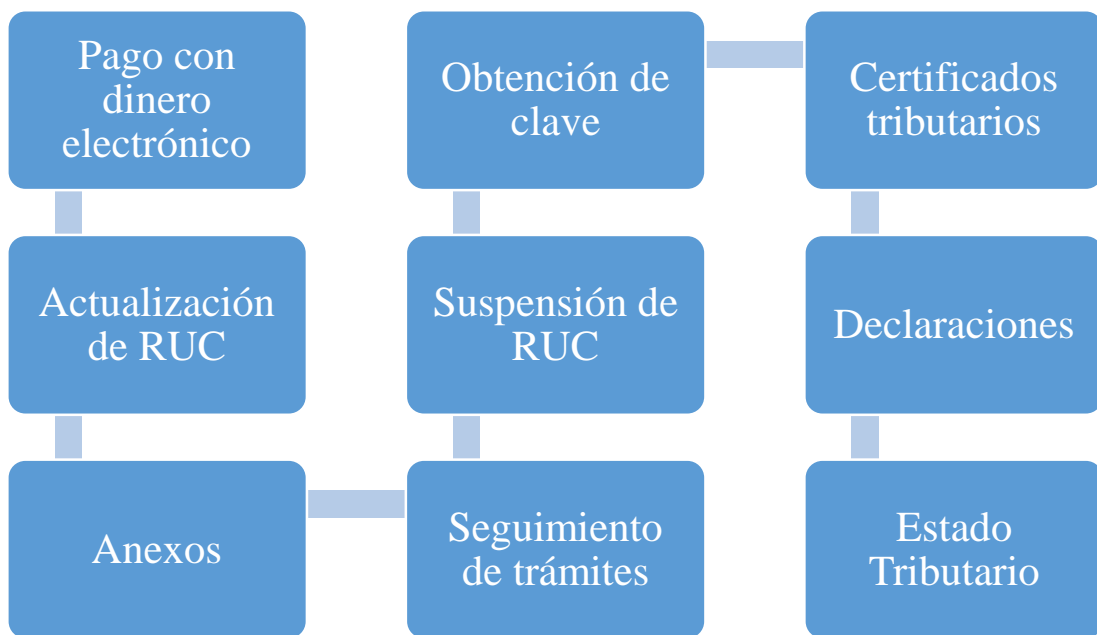 Pago con
dinero
electrónico
Actualización
de RUC
Anexos
Seguimiento
de trámites
Suspensión de
RUC
Obtención de
clave
Certificados
tributarios
Declaraciones
Estado
Tributario